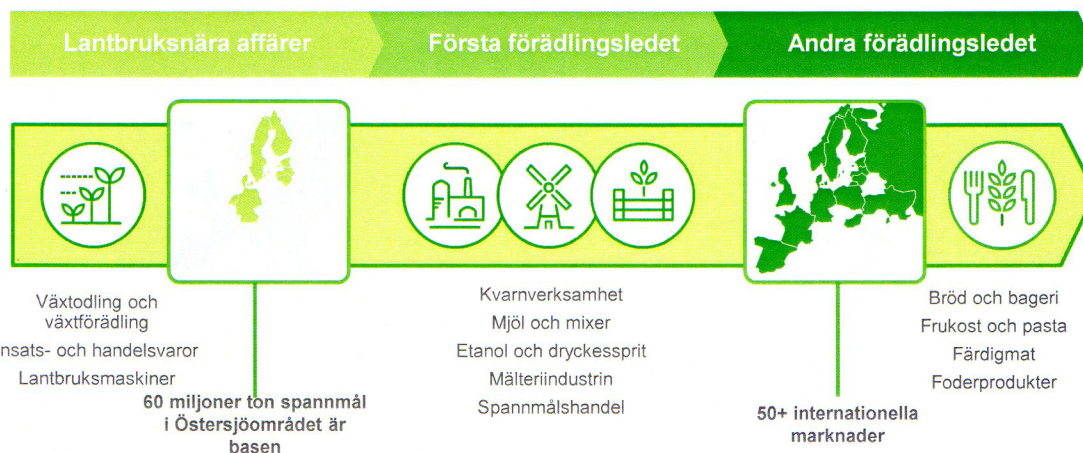 Lantbruksnära affärer
Första förädlingsledet
Andra förädlingsledet
Växtodling och
växtförädling
nsats- och handelsvaror
Lantbruksmaskiner
60 miljoner ton spannmål
i Östersjöområdet är
basen
Kvarnverksamhet
Mjöl och mixer
Etanol och dryckessprit
Mälteriindustrin
Spannmålshandel
50+ internationella
marknader
Bröd och bageri
Frukost och pasta
Färdigmat
Foderprodukter